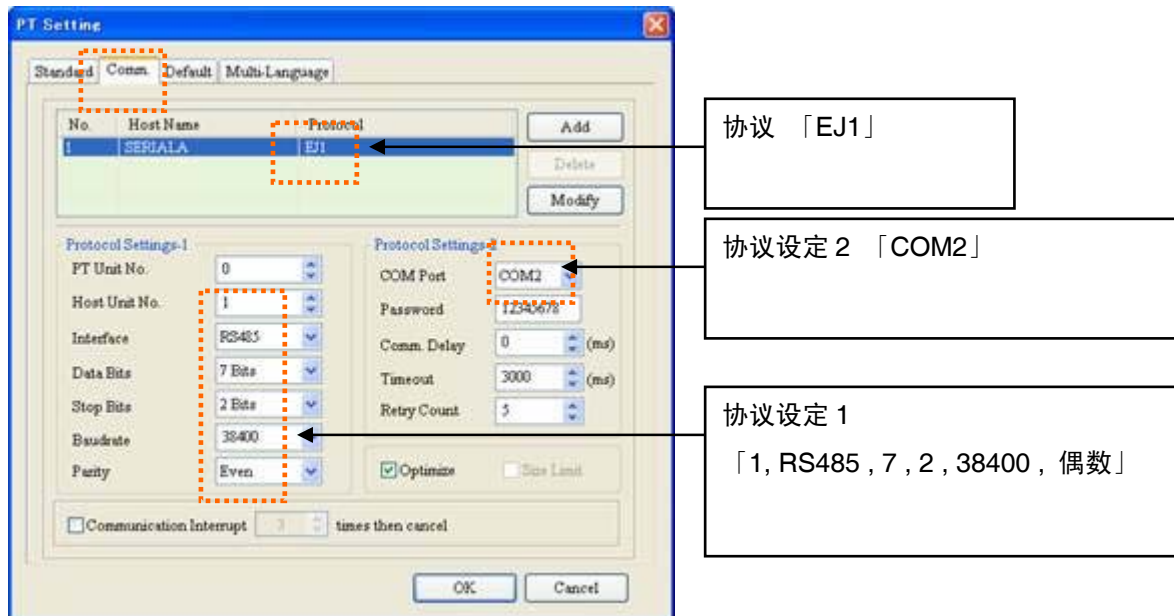 PT Setting
Standard Comm. Default Multi-Language
No. Host Name Protocol
1 SERIALA EJ1
Add
Delete
Modify
协议 「EJ1」
Protocol Settings-1
PT Unit No. 0
Host Unit No. 1
Interface RS485
Data Bits 7 Bits
Stop Bits 2 Bits
Baudrate 38400
Parity Even
Protocol Settings-2
COM Port COM2
Password 12345678
Comm. Delay 0 (ms)
Timeout 3000 (ms)
Retry Count 5
Optimize Size Limit
协议设定 2 「COM2」
协议设定 1
「1, RS485 , 7 , 2 , 38400 , 偶数」
Communication Interrupt 3 times then cancel
OK Cancel